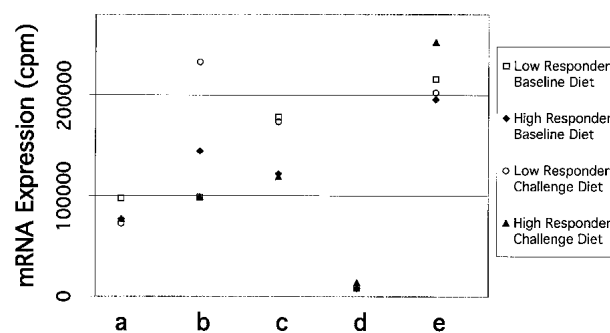 mRNA Expression (cpm)
200000
100000
0
a b c d e
Low Responder
Baseline Diet
High Responder
Baseline Diet
Low Responder
Challenge Diet
High Responder
Challenge Diet